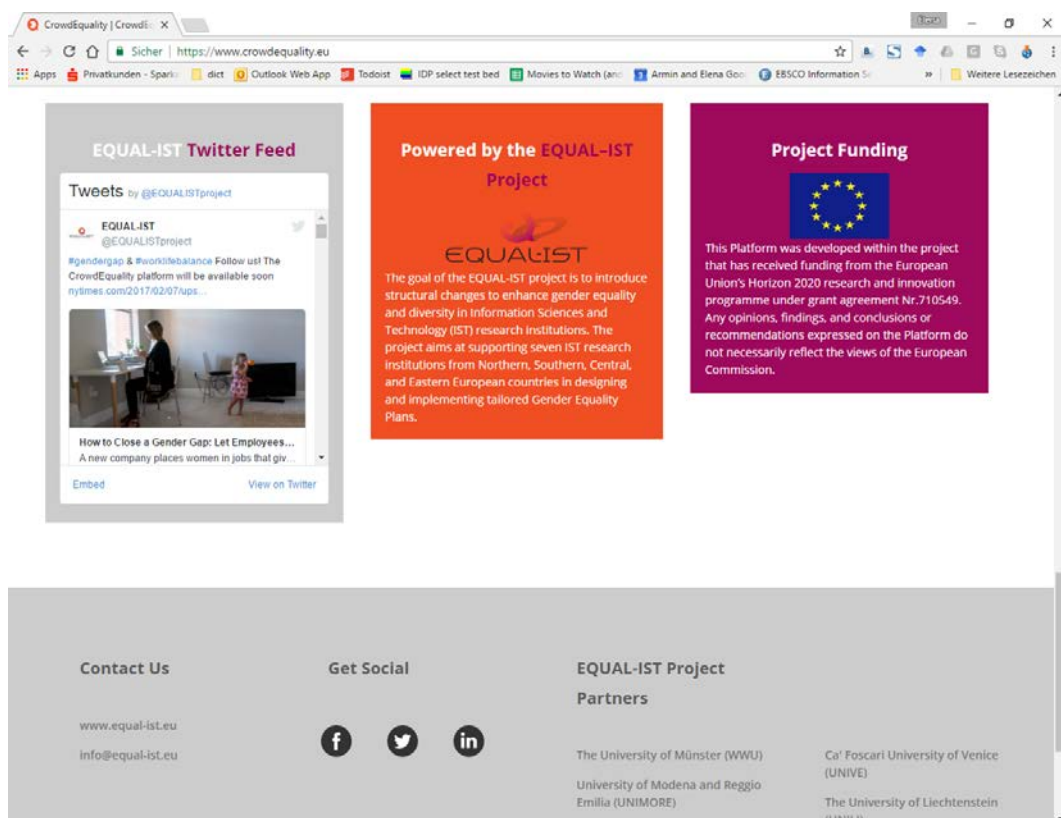 CrowdEquality | CrowdE
Sicher | https://www.crowdequality.eu
Apps Privatkunden - Spark dict Outlook Web App Todoist IDP select test bed Movies to Watch (and Armin and Elena Goo EBSCO Information Se » Weitere Lesezeichen
EQUAL-IST Twitter Feed
Tweets by @EQUALISTproject
EQUAL-IST
@EQUALISTproject
#gendergap & #worklifebalance Follow us! The
CrowdEquality platform will be available soon
nytimes.com/2017/02/07/ups…
How to Close a Gender Gap: Let Employees…
A new company places women in jobs that giv…
Embed View on Twitter
Powered by the EQUAL–IST
Project
EQUAL-IST
The goal of the EQUAL-IST project is to introduce
structural changes to enhance gender equality
and diversity in Information Sciences and
Technology (IST) research institutions. The
project aims at supporting seven IST research
institutions from Northern, Southern, Central,
and Eastern European countries in designing
and implementing tailored Gender Equality
Plans.
Project Funding
This Platform was developed within the project
that has received funding from the European
Union's Horizon 2020 research and innovation
programme under grant agreement Nr.710549.
Any opinions, findings, and conclusions or
recommendations expressed on the Platform do
not necessarily reflect the views of the European
Commission.
Contact Us
www.equal-ist.eu
info@equal-ist.eu
Get Social
EQUAL-IST Project
Partners
The University of Münster (WWU)
University of Modena and Reggio
Emilia (UNIMORE)
Ca' Foscari University of Venice
(UNIVE)
The University of Liechtenstein